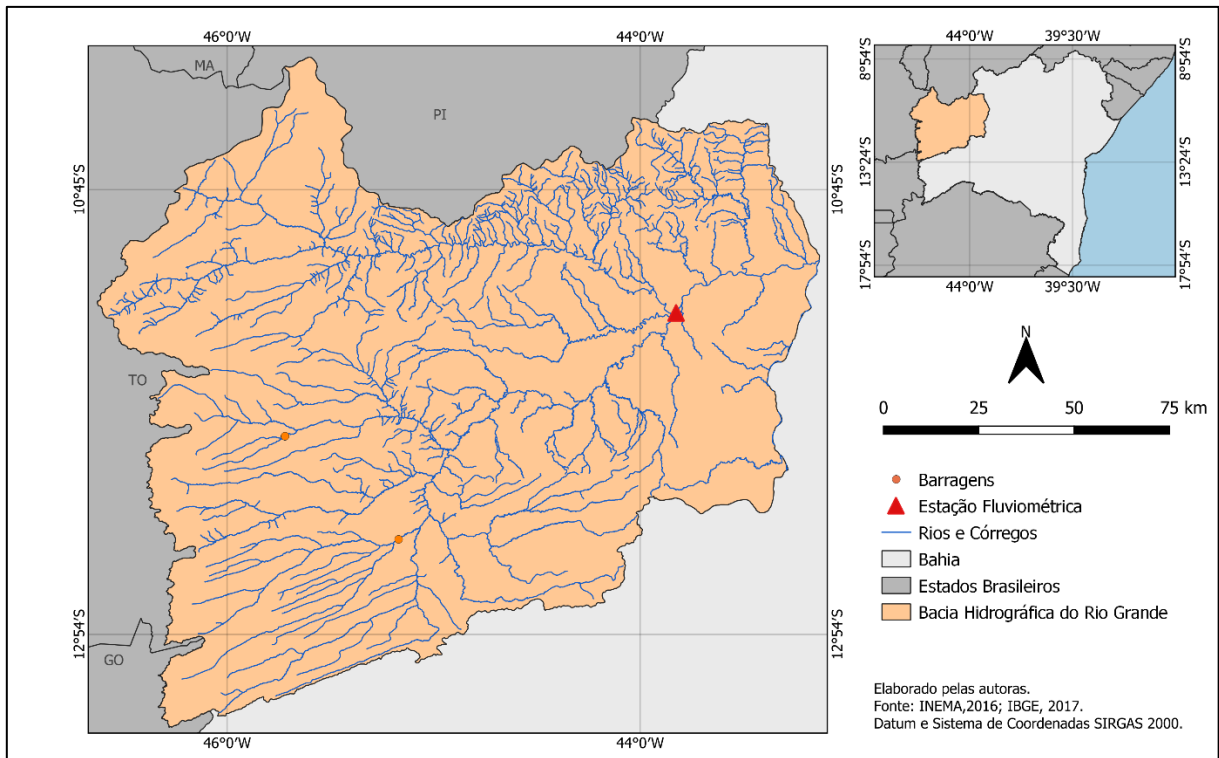 46°0'W
44°0'W
MA
PI
10°45'S
10°45'S
TO
12°54'S
12°54'S
GO
46°0'W
44°0'W
44°0'W
39°30'W
8°54'S
8°54'S
13°24'S
13°24'S
17°54'S
17°54'S
44°0'W
39°30'W
N
0 25 50 75 km
Barragens
Estação Fluviométrica
Rios e Córregos
Bahia
Estados Brasileiros
Bacia Hidrográfica do Rio Grande
Elaborado pelas autoras.
Fonte: INEMA,2016; IBGE, 2017.
Datum e Sistema de Coordenadas SIRGAS 2000.